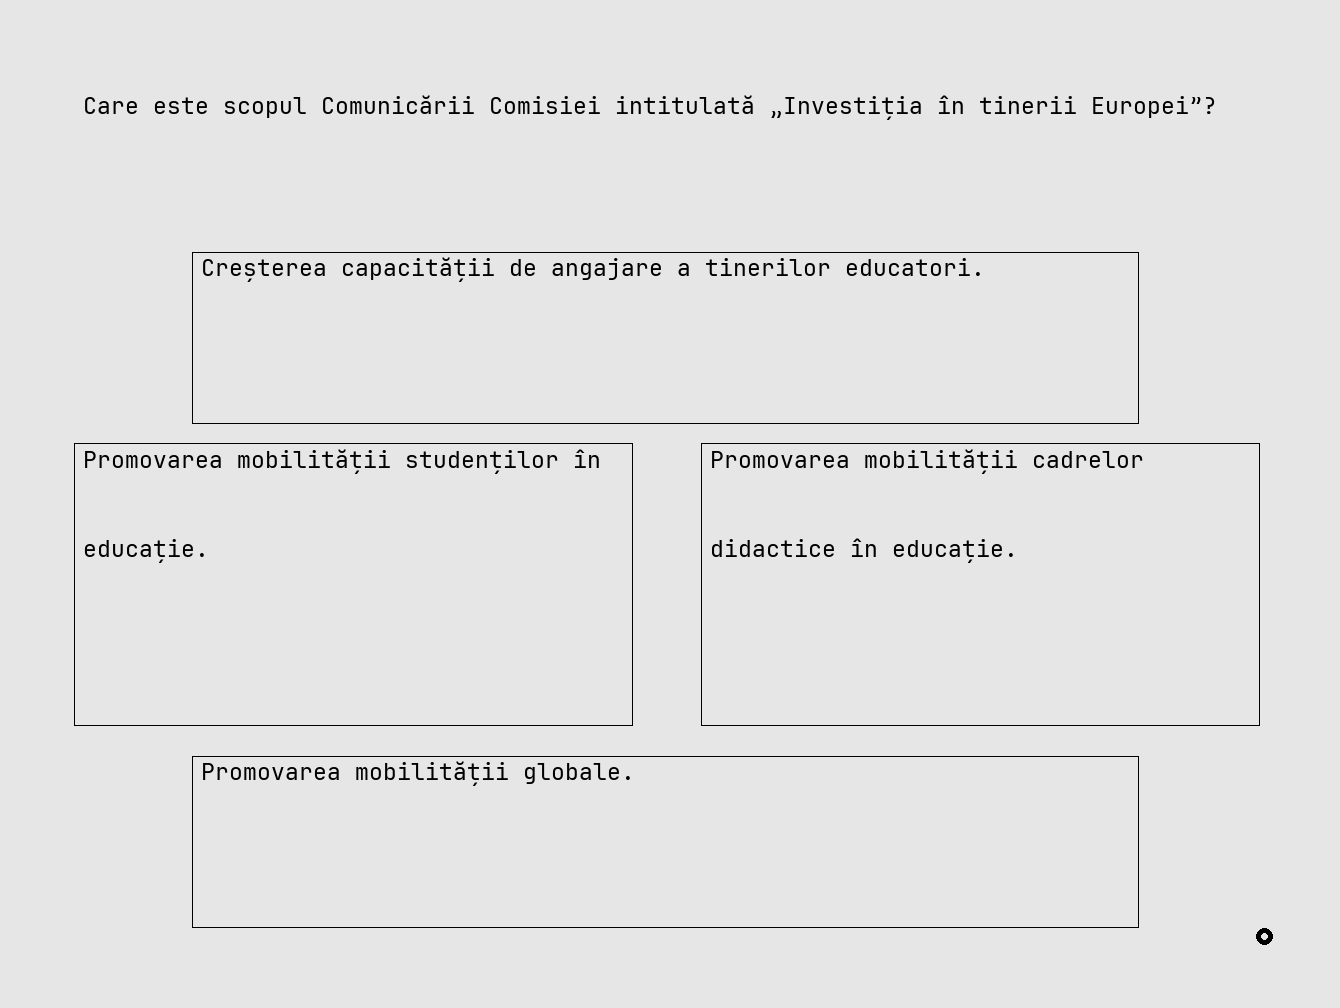 Care este scopul Comunicării Comisiei intitulată „Investiția în tinerii Europei”?
Creșterea capacității de angajare a tinerilor educatori.
Promovarea mobilității studenților în
educație.
Promovarea mobilității cadrelor
didactice în educație.
Promovarea mobilității globale.